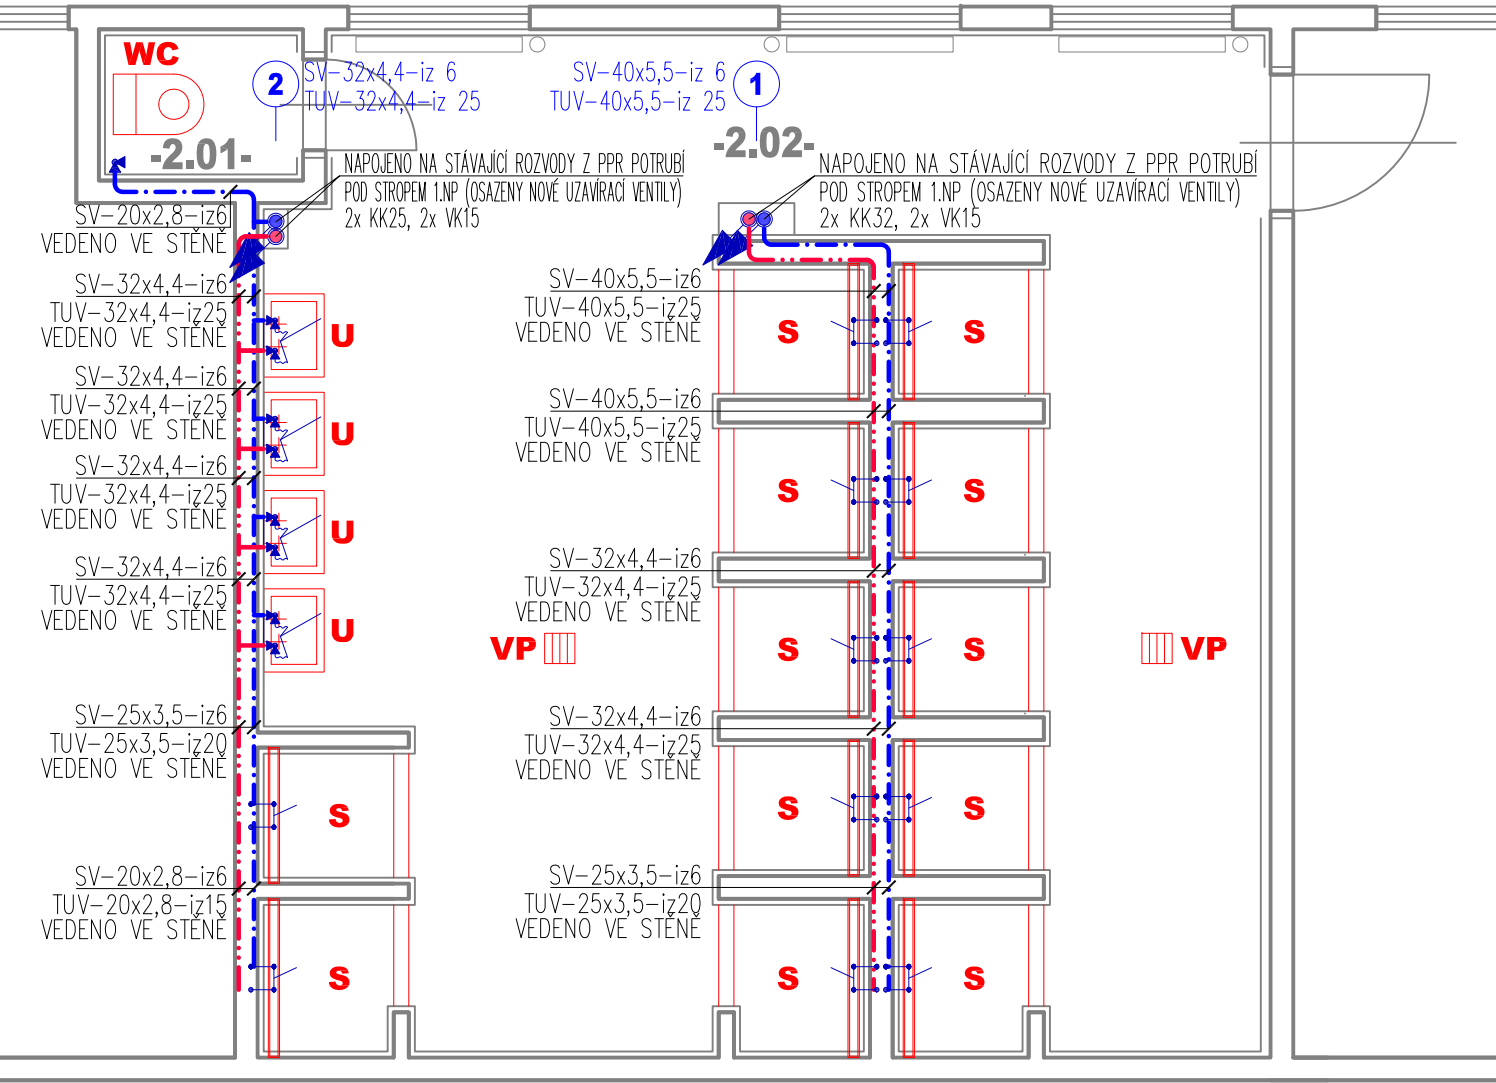 WC
2
SV-32x4,4-iz 6
TUV-32x4,4-iz 25
SV-40x5,5-iz 6
TUV-40x5,5-iz 25
1
-2.01-
-2.02-
NAPOJENO NA STÁVAJÍCÍ ROZVODY Z PPR POTRUBÍ
POD STROPEM 1.NP (OSAZENY NOVÉ UZAVÍRACÍ VENTILY)
2x KK25, 2x VK15
NAPOJENO NA STÁVAJÍCÍ ROZVODY Z PPR POTRUBÍ
POD STROPEM 1.NP (OSAZENY NOVÉ UZAVÍRACÍ VENTILY)
2x KK32, 2x VK15
SV-20x2,8-iz6
VEDENO VE STĚNĚ
SV-32x4,4-iz6
TUV-32x4,4-iz25
VEDENO VE STĚNĚ
SV-32x4,4-iz6
TUV-32x4,4-iz25
VEDENO VE STĚNĚ
SV-32x4,4-iz6
TUV-32x4,4-iz25
VEDENO VE STĚNĚ
SV-32x4,4-iz6
TUV-32x4,4-iz25
VEDENO VE STĚNĚ
SV-25x3,5-iz6
TUV-25x3,5-iz20
VEDENO VE STĚNĚ
SV-20x2,8-iz6
TUV-20x2,8-iz15
VEDENO VE STĚNĚ
U
U
U
U
S
S
VP
SV-40x5,5-iz6
TUV-40x5,5-iz25
VEDENO VE STĚNĚ
SV-40x5,5-iz6
TUV-40x5,5-iz25
VEDENO VE STĚNĚ
SV-32x4,4-iz6
TUV-32x4,4-iz25
VEDENO VE STĚNĚ
SV-32x4,4-iz6
TUV-32x4,4-iz25
VEDENO VE STĚNĚ
SV-25x3,5-iz6
TUV-25x3,5-iz20
VEDENO VE STĚNĚ
S
S
S
S
S
S
S
S
S
S
VP